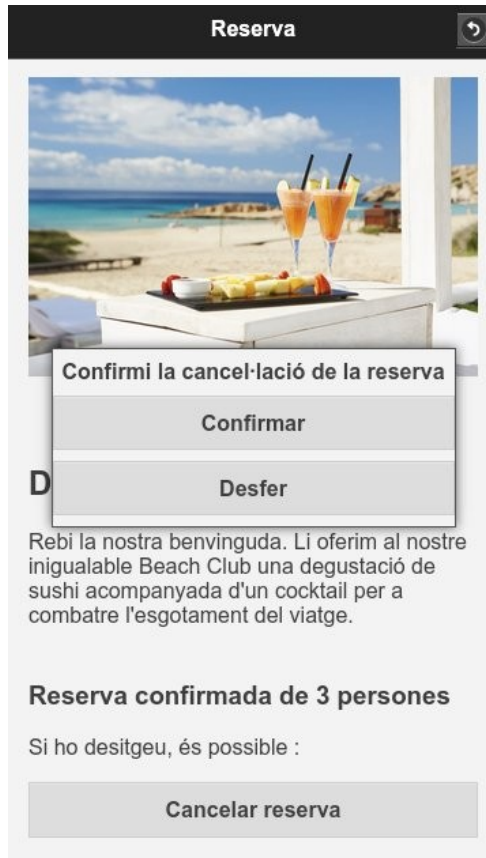 Reserva
Confirmi la cancel·lació de la reserva
Confirmar
D
Desfer
Rebi la nostra benvinguda. Li oferim al nostre
inigualable Beach Club una degustació de
sushi acompanyada d'un cocktail per a
combatre l'esgotament del viatge.
Reserva confirmada de 3 persones
Si ho desitgeu, és possible :
Cancelar reserva